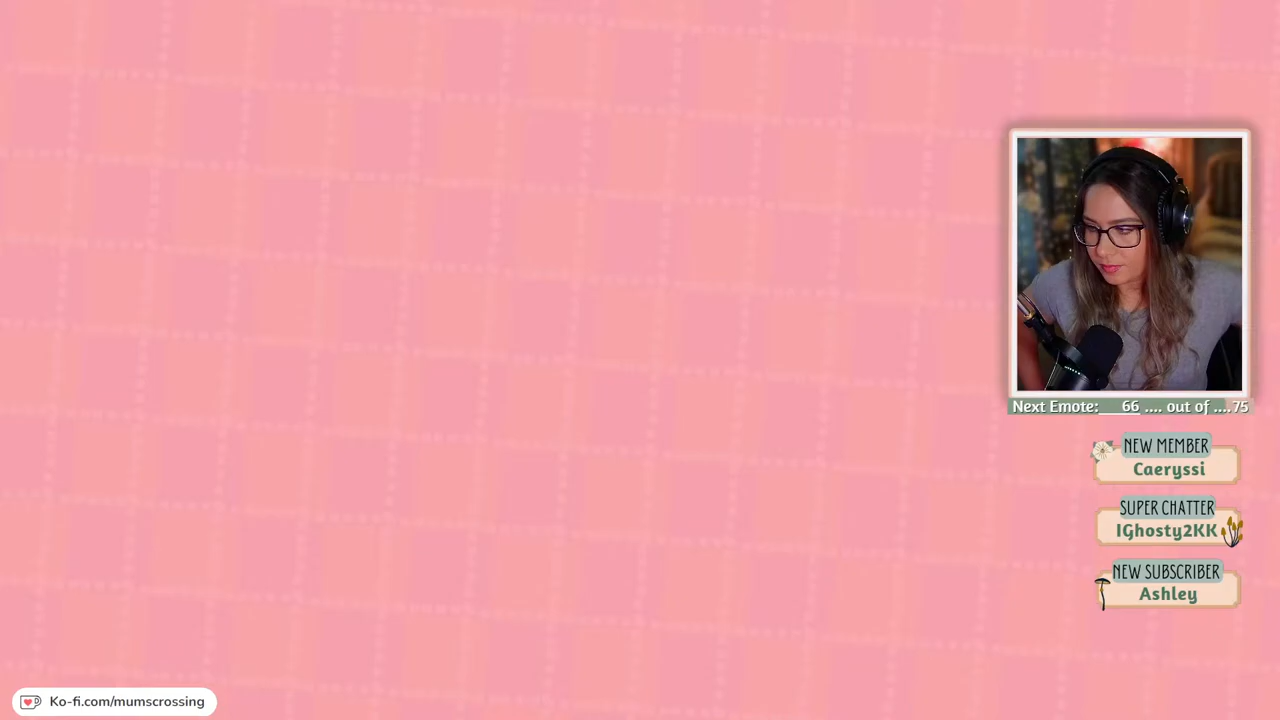 Next Emote: 66 .... out of ....75
NEW MEMBER
Caeryssi
SUPER CHATTER
IGhosty2KK
NEW SUBSCRIBER
Ashley
Ko-fi.com/mumscrossing